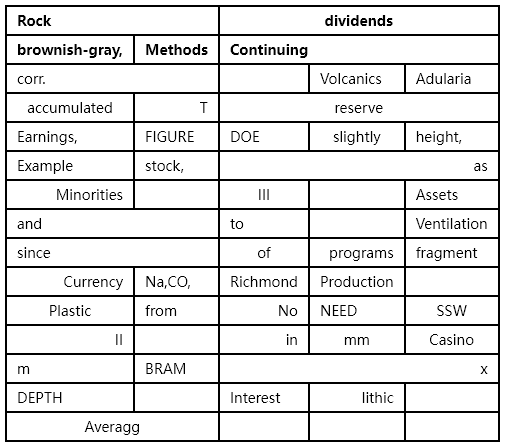 Rock dividends
brownish-gray, Methods Continuing
corr. Volcanics Adularia
accumulated T reserve
Earnings, FIGURE DOE slightly height,
Example stock, as
Minorities III Assets
and to Ventilation
since of programs fragment
Currency Na,CO, Richmond Production
Plastic from No NEED SSW
II in mm Casino
m BRAM x
DEPTH Interest lithic
Averagg